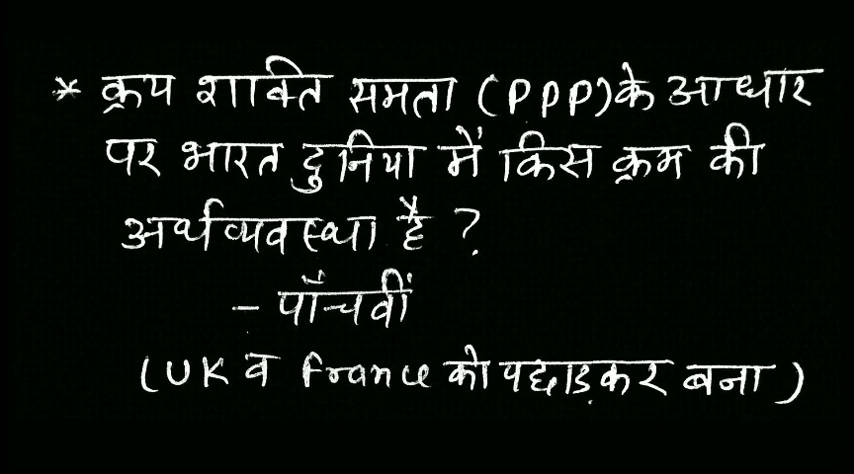 * क्रय शक्ति समता (PPP) के आधार
पर भारत दुनिया में किस क्रम की
अर्थव्यवस्था है ?
- पाँचवीं
(UK व France को पछाड़कर बना)